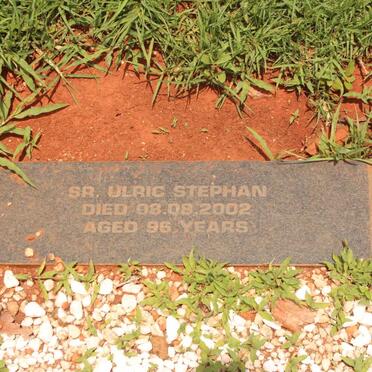 SR. ULRIC STEPHAN
DIED 08.08.2002
AGED 96 YEARS